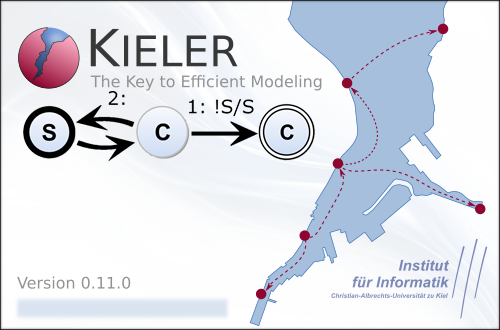 KIELER
The Key to Efficient Modeling
2:
1: !S/S
S
C
C
Version 0.11.0
Institut
für Informatik
Christian-Albrechts-Universität zu Kiel